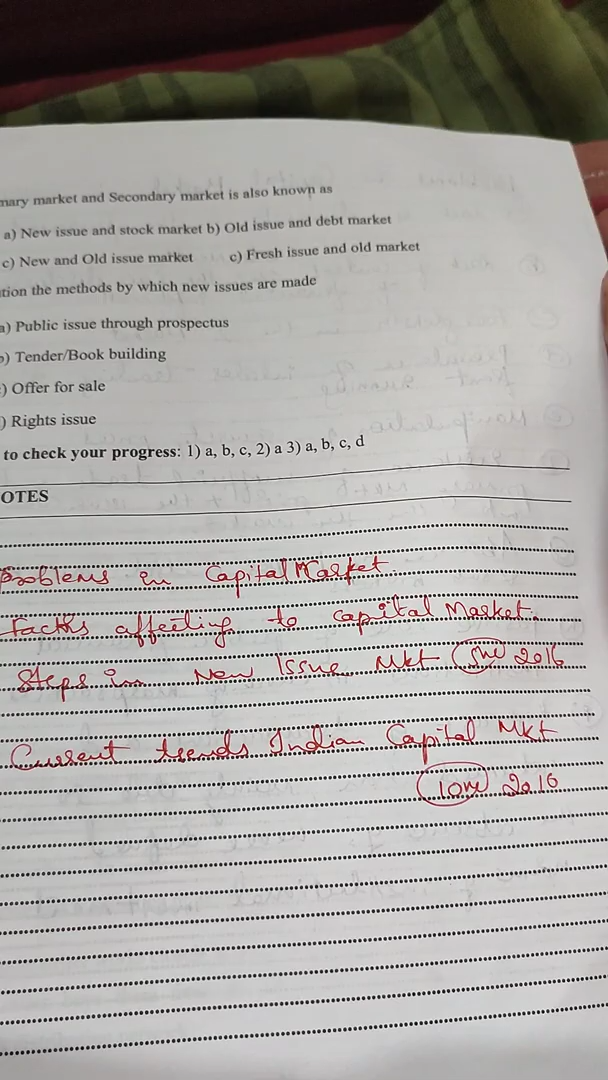 mary market and Secondary market is also known as
a) New issue and stock market b) Old issue and debt market
c) New and Old issue market c) Fresh issue and old market
tion the methods by which new issues are made
a) Public issue through prospectus
) Tender/Book building
) Offer for sale
) Rights issue
to check your progress: 1) a, b, c, 2) a 3) a, b, c, d
OTES
Problems in Capital Market.
affecting to capital Market.
Steps in New Issue Mkt 5m 2016
Current trends Indian Capital Mkt
10m 2016